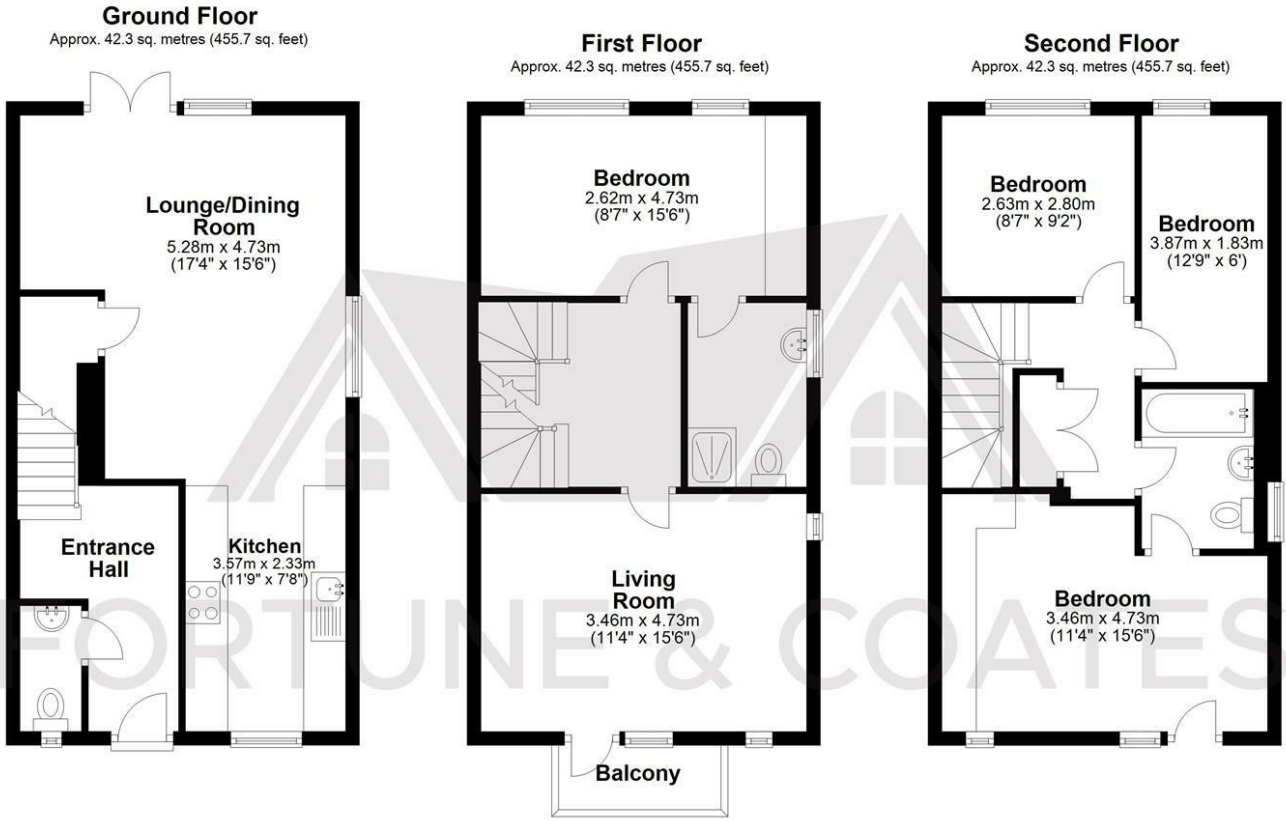 Ground Floor
Approx. 42.3 sq. metres (455.7 sq. feet)
Lounge/Dining
Room
5.28m x 4.73m
(17'4" x 15'6")
Entrance
Hall
Kitchen
3.57m x 2.33m
(11'9" x 7'8")
First Floor
Approx. 42.3 sq. metres (455.7 sq. feet)
Bedroom
2.62m x 4.73m
(8'7" x 15'6")
Living
Room
3.46m x 4.73m
(11'4" x 15'6")
Balcony
Second Floor
Approx. 42.3 sq. metres (455.7 sq. feet)
Bedroom
2.63m x 2.80m
(8'7" x 9'2")
Bedroom
3.87m x 1.83m
(12'9" x 6')
Bedroom
3.46m x 4.73m
(11'4" x 15'6")
FORTUNE & COATES